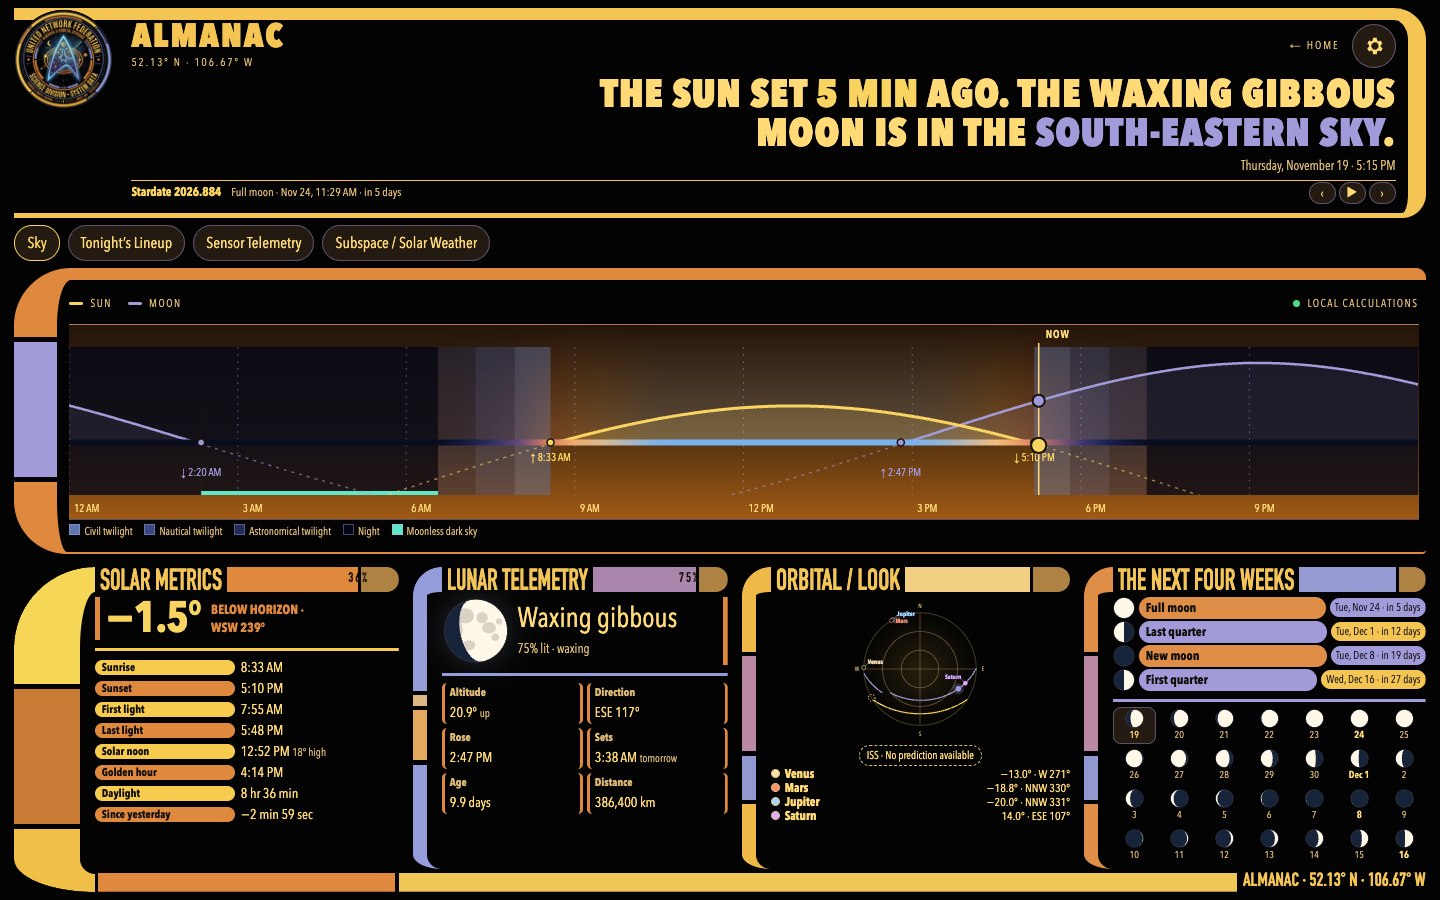 UNITED NETWORK FEDERATION
SCIENCE DIVISION · SYSTEM DATA
ALMANAC
52.13° N · 106.67° W
← HOME
THE SUN SET 5 MIN AGO. THE WAXING GIBBOUS
MOON IS IN THE SOUTH-EASTERN SKY.
Thursday, November 19 · 5:15 PM
Stardate 2026.884 Full moon · Nov 24, 11:29 AM · in 5 days
Sky Tonight's Lineup Sensor Telemetry Subspace / Solar Weather
SUN MOON LOCAL CALCULATIONS
NOW
↑ 8:33 AM ↓ 5:10 PM
↓ 2:20 AM ↑ 2:47 PM
12 AM 3 AM 6 AM 9 AM 12 PM 3 PM 6 PM 9 PM
Civil twilight Nautical twilight Astronomical twilight Night Moonless dark sky
SOLAR METRICS
−1.5° BELOW HORIZON ·
WSW 239°
Sunrise 8:33 AM
Sunset 5:10 PM
First light 7:55 AM
Last light 5:48 PM
Solar noon 12:52 PM 18° high
Golden hour 4:14 PM
Daylight 8 hr 36 min
Since yesterday −2 min 59 sec
LUNAR TELEMETRY 75%
Waxing gibbous
75% lit · waxing
Altitude Direction
20.9° up ESE 117°
Rose Sets
2:47 PM 3:38 AM tomorrow
Age Distance
9.9 days 386,400 km
ORBITAL / LOOK
N
Jupiter
Mars
Venus
W E
Saturn
S
ISS · No prediction available
Venus −13.0° · W 271°
Mars −18.8° · NNW 330°
Jupiter −20.0° · NNW 331°
Saturn 14.0° · ESE 107°
THE NEXT FOUR WEEKS
Full moon Tue, Nov 24 · in 5 days
Last quarter Tue, Dec 1 · in 12 days
New moon Tue, Dec 8 · in 19 days
First quarter Wed, Dec 16 · in 27 days
19 20 21 22 23 24 25
26 27 28 29 30 Dec 1 2
3 4 5 6 7 8 9
10 11 12 13 14 15 16
ALMANAC · 52.13° N · 106.67° W